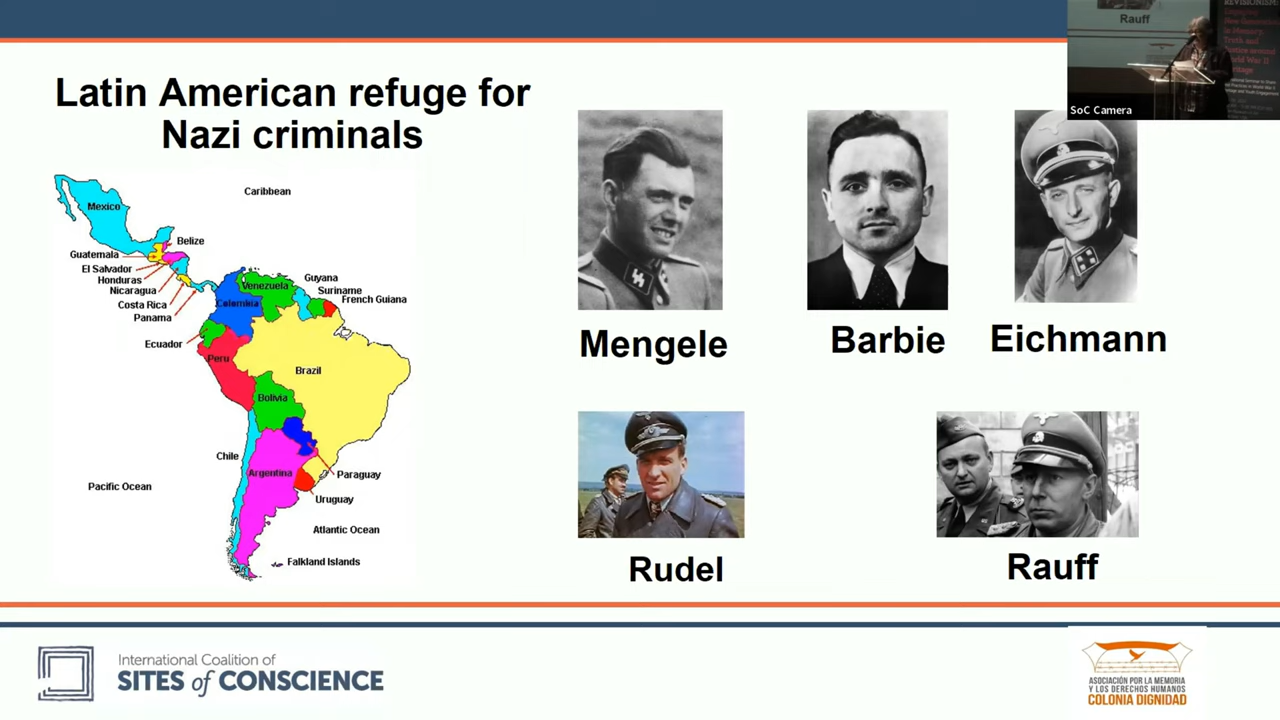 Latin American refuge for
Nazi criminals
Caribbean
Mexico
Belize
Guatemala
El Salvador
Honduras
Nicaragua
Costa Rica
Panama
Venezuela
Guyana
Suriname
French Guiana
Colombia
Ecuador
Peru
Brazil
Bolivia
Chile
Argentina
Paraguay
Uruguay
Pacific Ocean
Atlantic Ocean
Falkland Islands
Mengele
Barbie
Eichmann
Rudel
Rauff
Rauff
REVISIONISM:
Truth and
SoC Camera
International Coalition of
SITES of CONSCIENCE
ASOCIACIÓN POR LA MEMORIA
Y LOS DERECHOS HUMANOS
COLONIA DIGNIDAD